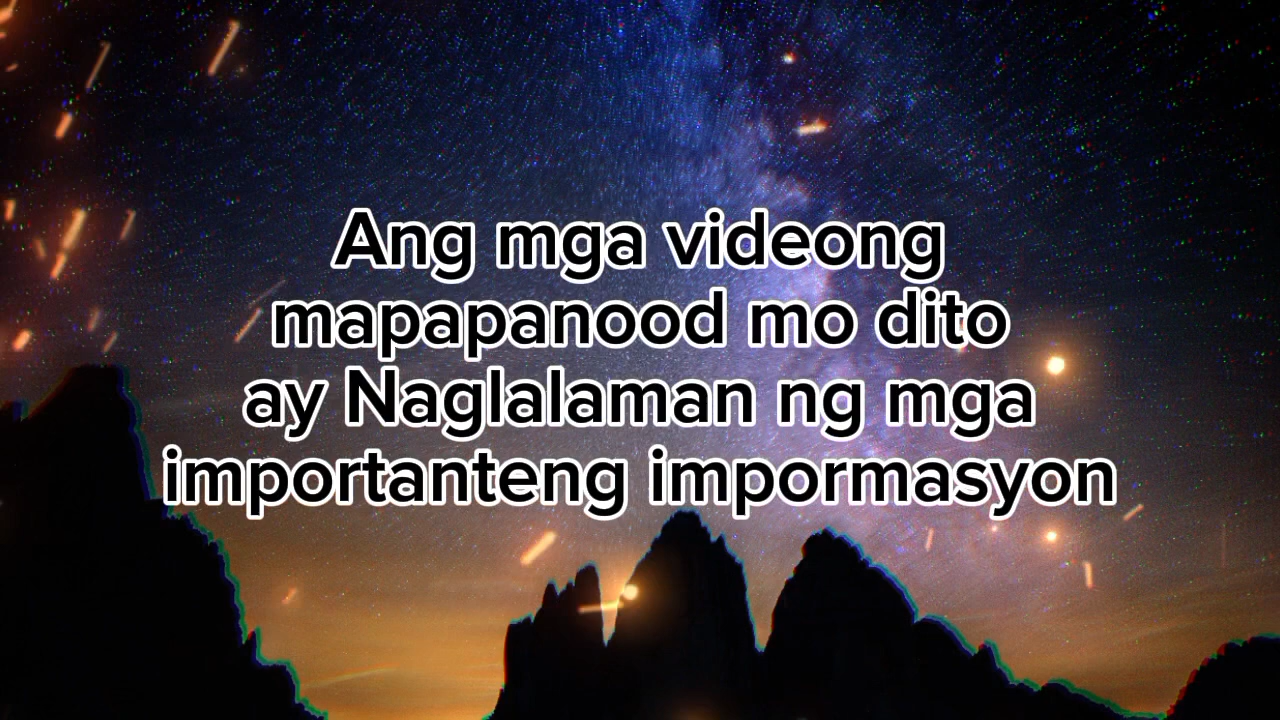 Ang mga videong
mapapanood mo dito
ay Naglalaman ng mga
importanteng impormasyon